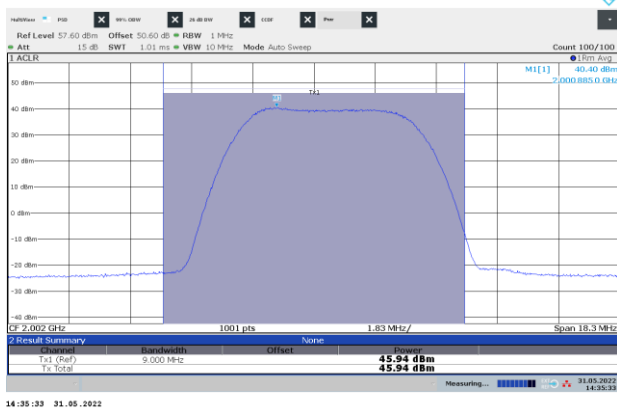 MultiView PSD X 99% OBW X 26 dB BW X CCDF X Pwr X
Ref Level 57.60 dBm Offset 50.60 dB RBW 1 MHz
Att 15 dB SWT 1.01 ms VBW 10 MHz Mode Auto Sweep Count 100/100
1 ACLR 1Rm Avg
M1[1] 40.40 dBm
2.0008850 GHz
Tx1
M1
50 dBm
40 dBm
30 dBm
20 dBm
10 dBm
0 dBm
-10 dBm
-20 dBm
-30 dBm
-40 dBm
CF 2.002 GHz 1001 pts 1.83 MHz/ Span 18.3 MHz
2 Result Summary None
Channel Bandwidth Offset Power
Tx1 (Ref) 9.000 MHz 45.94 dBm
Tx Total 45.94 dBm
Measuring... 31.05.2022
14:35:33
14:35:33 31.05.2022